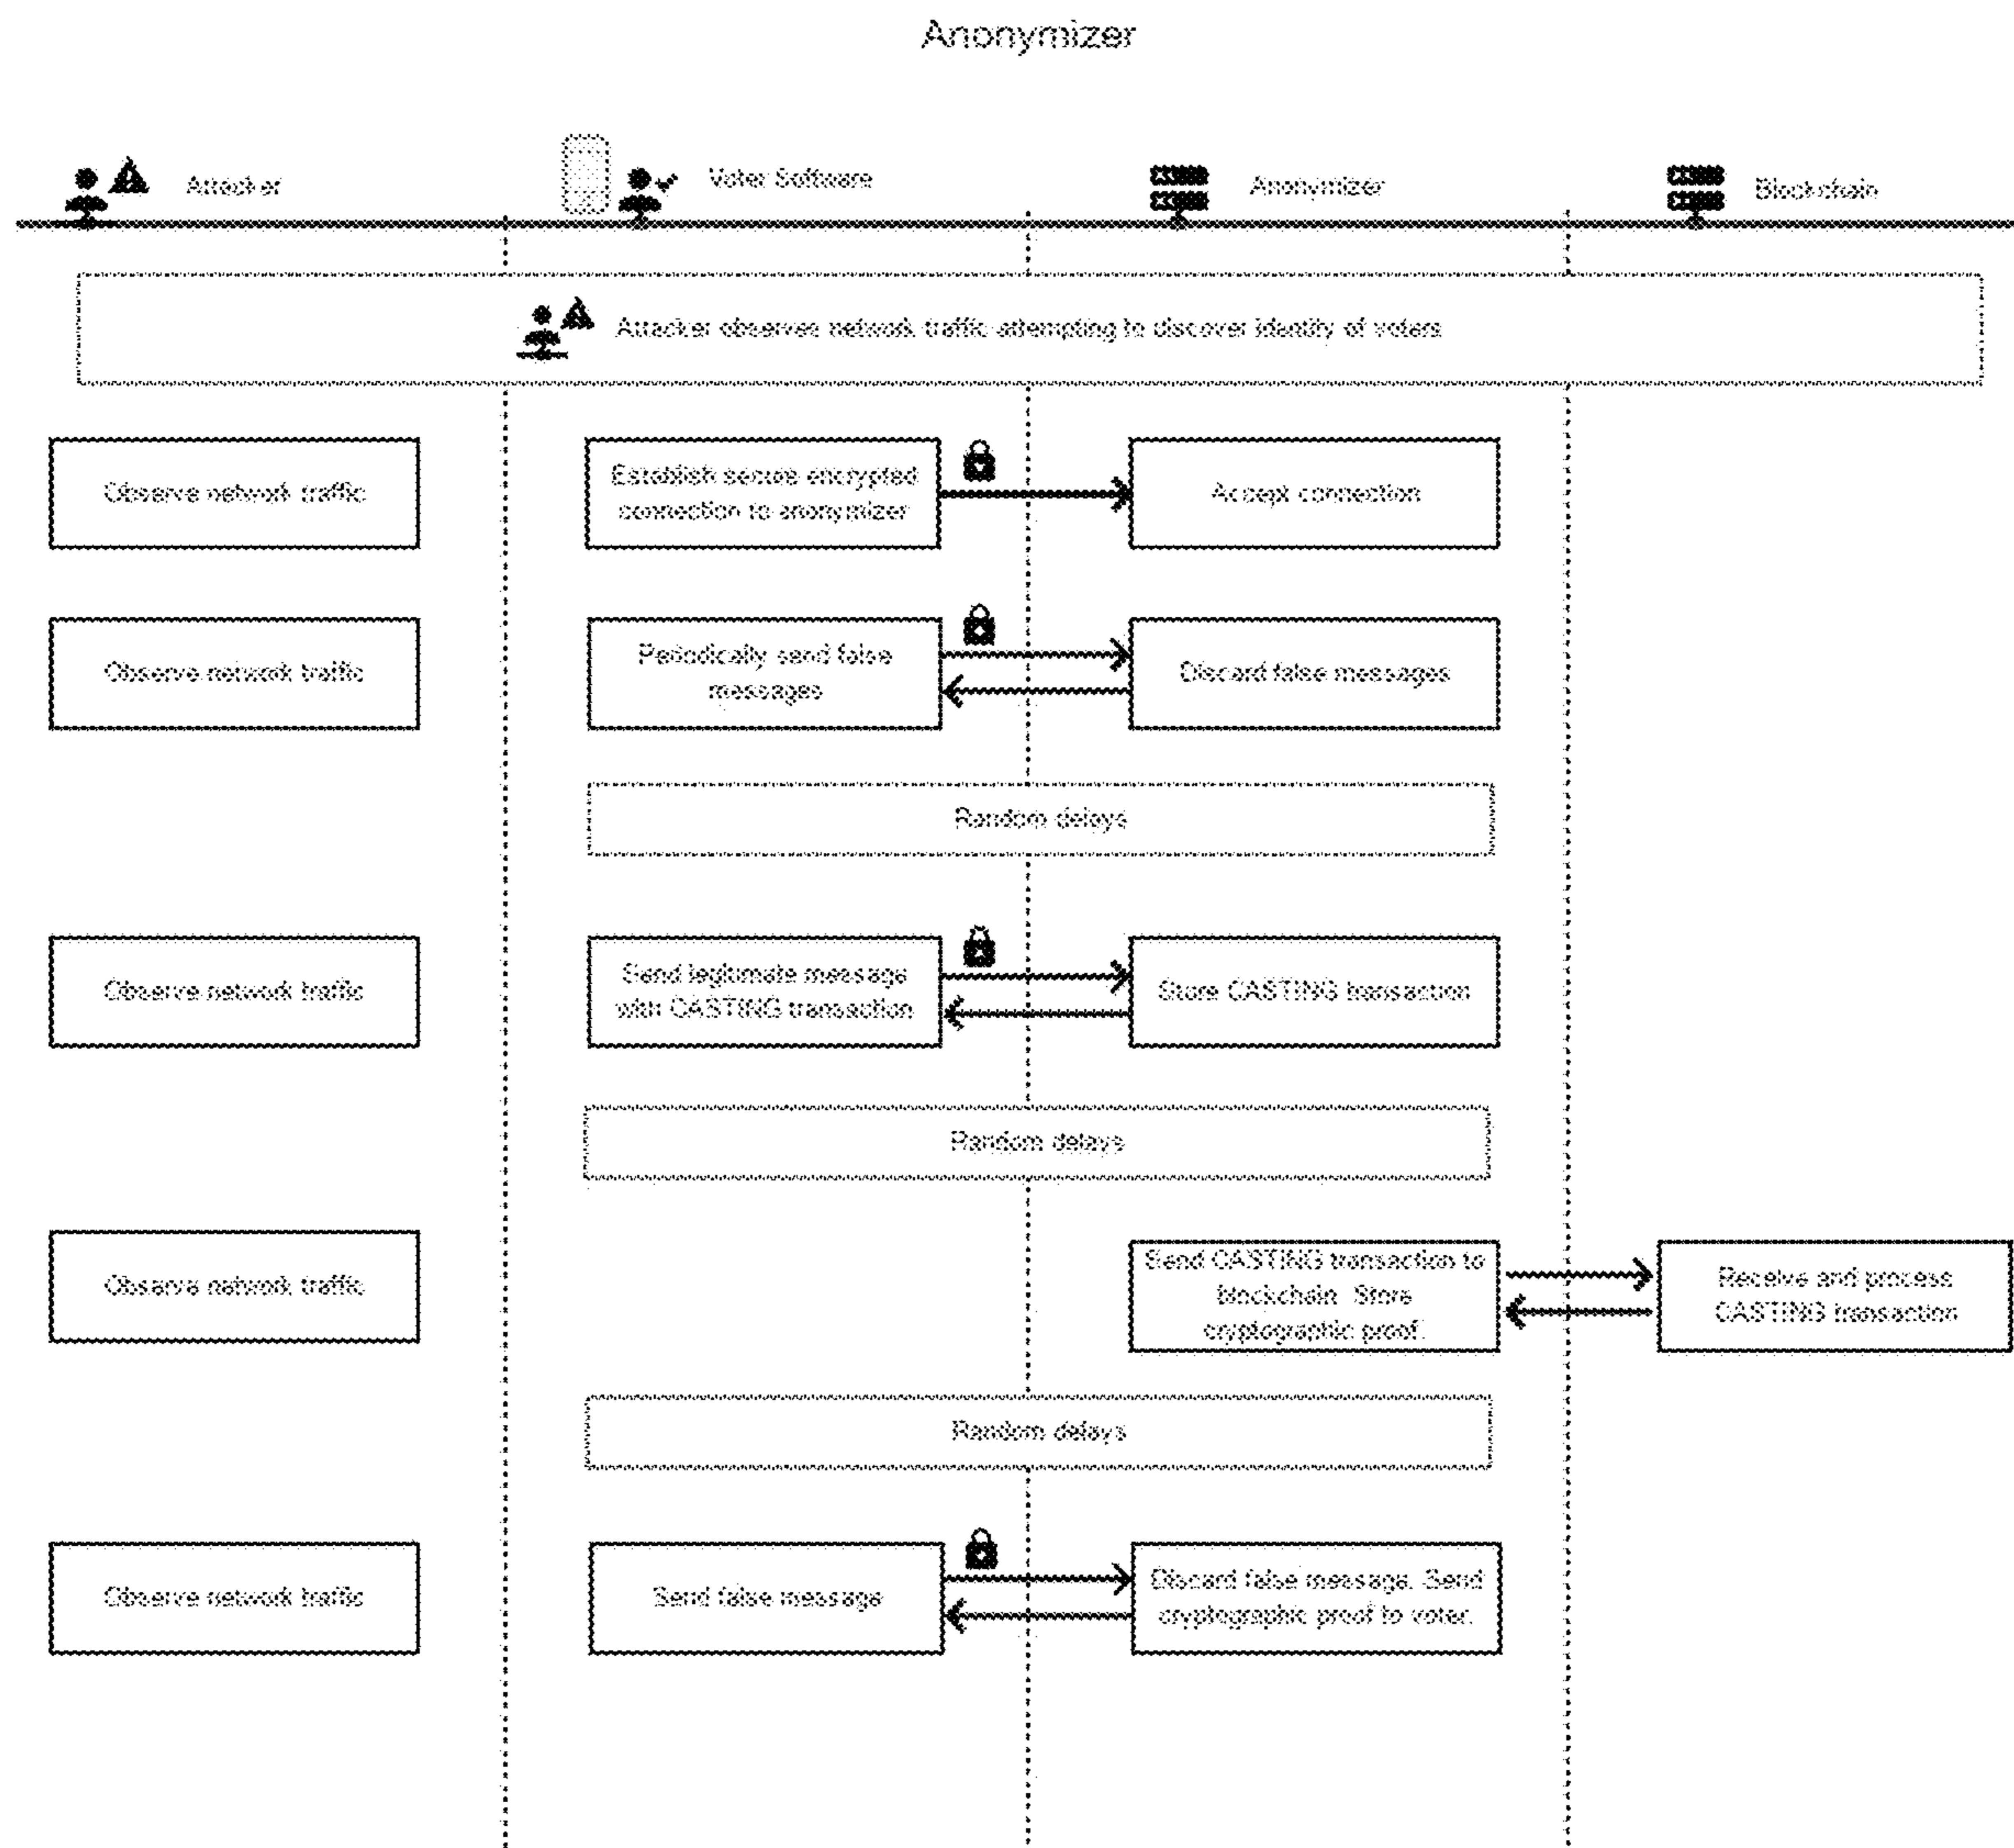 Anonymizer
Attacker
Voter Software
Anonymizer
Blockchain
Attacker observes network traffic attempting to discover identity of voters
Observe network traffic
Establish secure encrypted
connection to anonymizer
Accept connection
Observe network traffic
Periodically send false
messages
Discard false messages
Random delays
Observe network traffic
Send legitimate message
with CASTING transaction
Store CASTING transaction
Random delays
Observe network traffic
Send CASTING transaction to
blockchain. Store
cryptographic proof.
Receive and process
CASTING transaction
Random delays
Observe network traffic
Send false message
Discard false message. Send
cryptographic proof to voter.